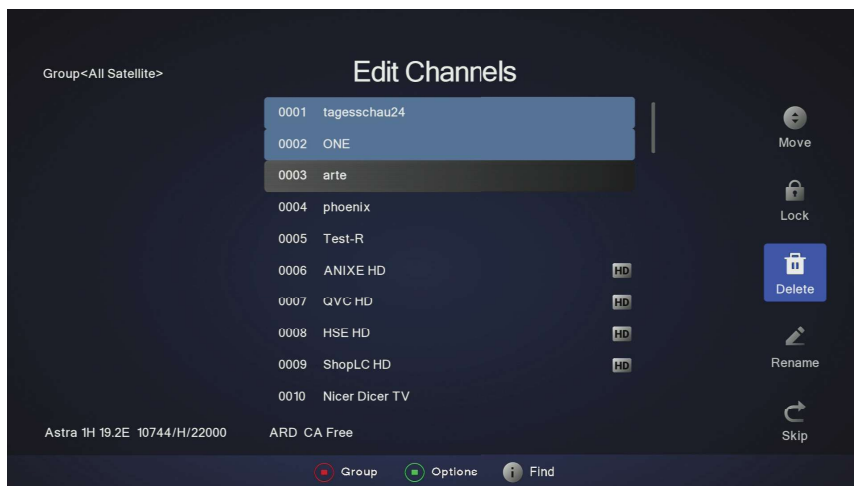 Group<All Satellite>
Edit Channels
0001 tagesschau24
0002 ONE
0003 arte
0004 phoenix
0005 Test-R
0006 ANIXE HD HD
0007 QVC HD HD
0008 HSE HD HD
0009 ShopLC HD HD
0010 Nicer Dicer TV
Move
Lock
Delete
Rename
Skip
Astra 1H 19.2E 10744/H/22000 ARD CA Free
Group Options Find